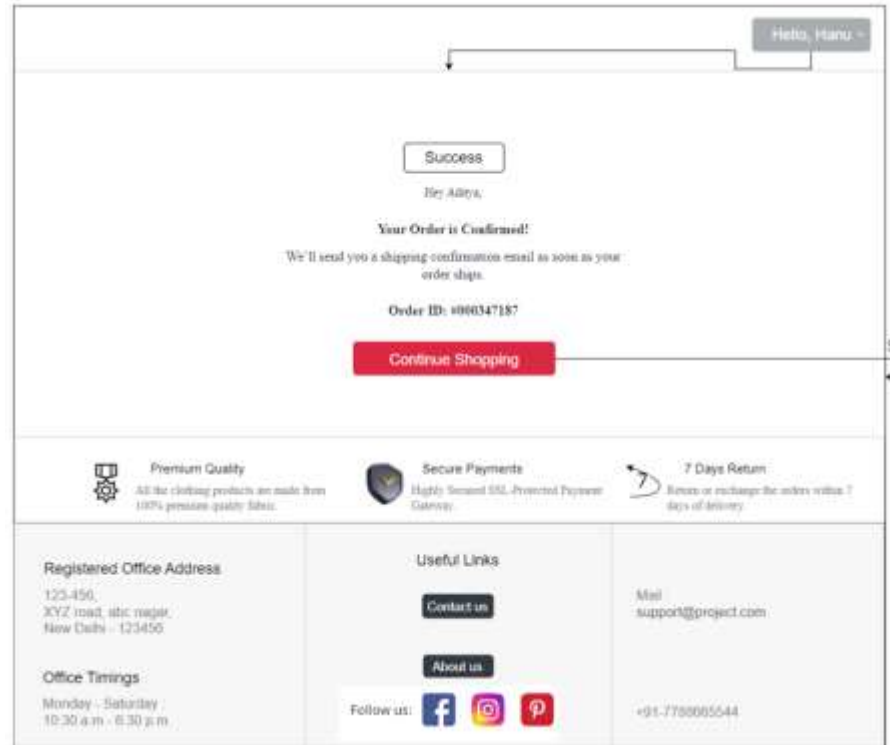 Hello, Hanu
Success
Hey Aditya,
Your Order is Confirmed!
We'll send you a shipping confirmation email as soon as your
order ships.
Order ID: #000347187
Continue Shopping
Premium Quality
All the clothing products are made from
100% premium quality fabric.
Secure Payments
Highly Secured SSL-Protected Payment
Gateway.
7
7 Days Return
Return or exchange the orders within 7
days of delivery.
Registered Office Address
123-456,
XYZ road, abc nagar,
New Delhi - 123456
Office Timings
Monday - Saturday
10:30 a.m - 6:30 p.m
Useful Links
Contact us
About us
Follow us:
Mail
support@project.com